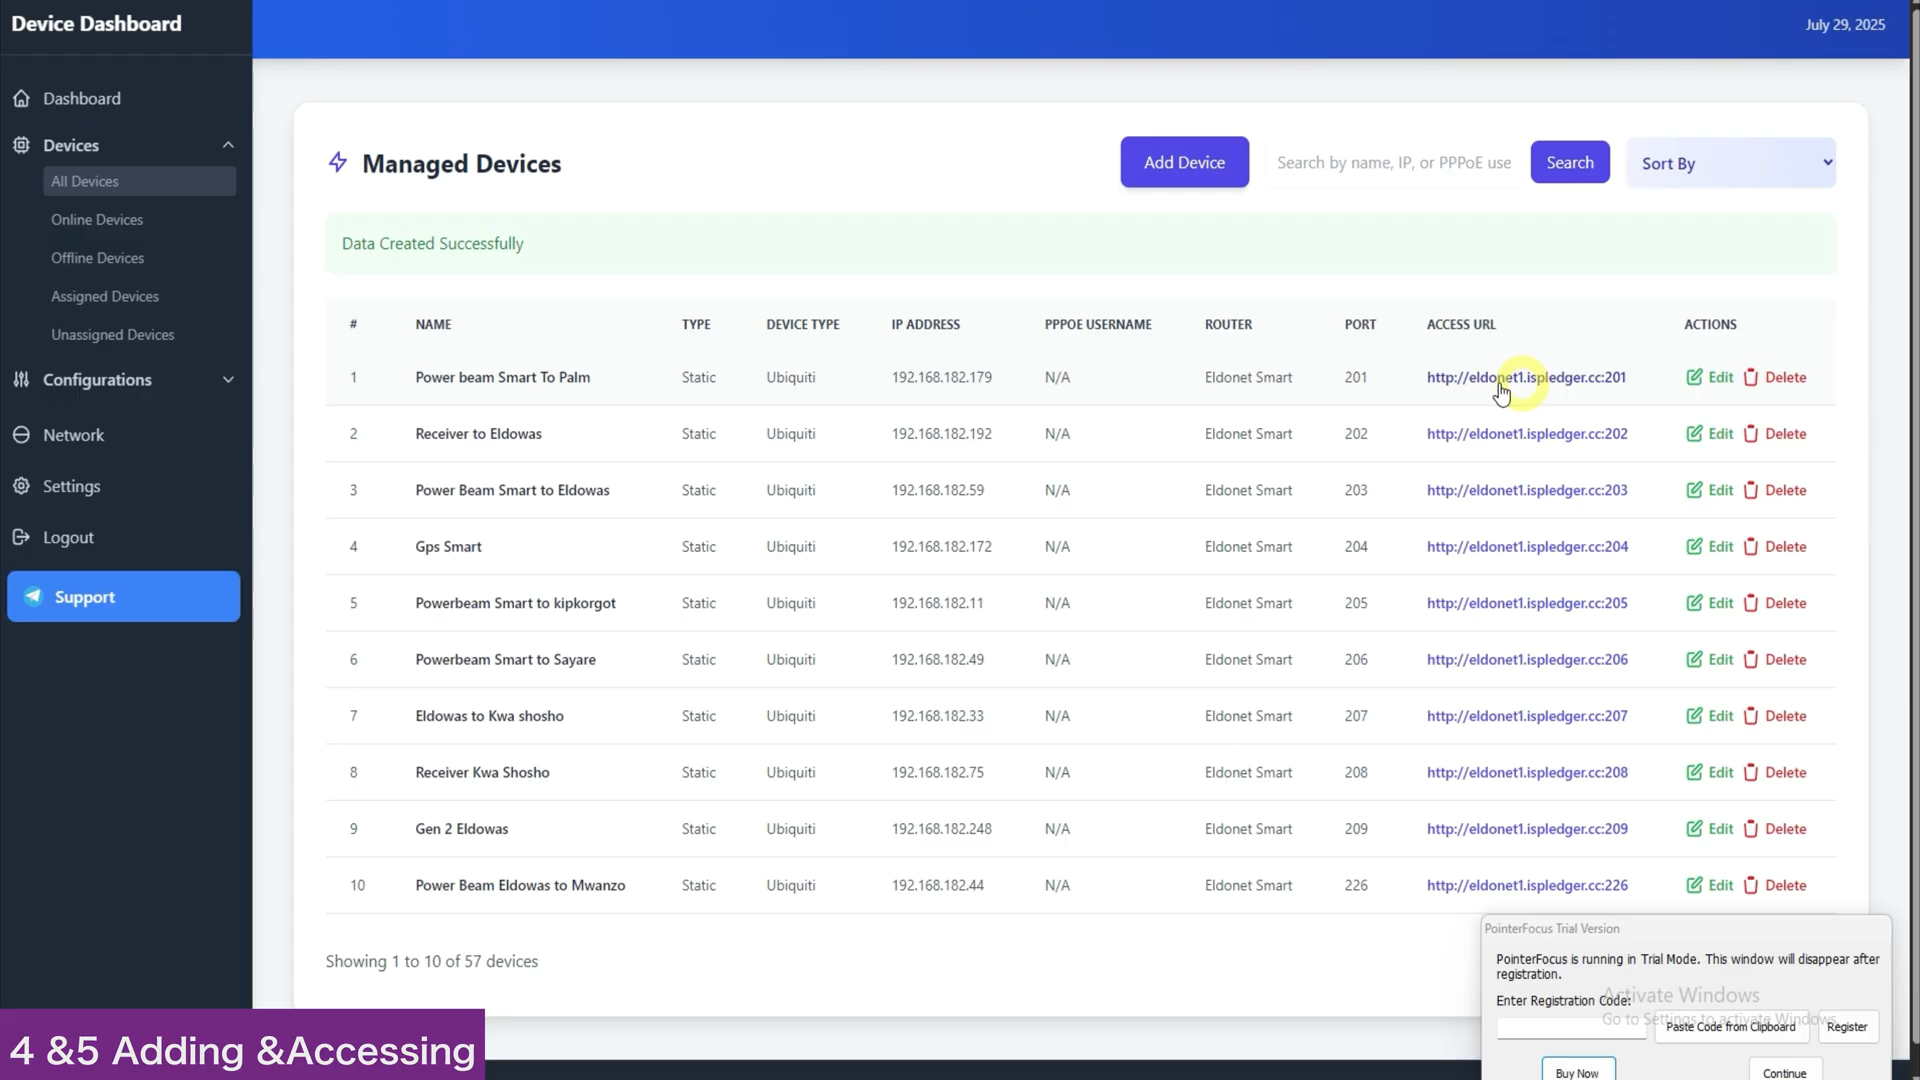 Device Dashboard
July 29, 2025
Dashboard
Devices
All Devices
Online Devices
Offline Devices
Assigned Devices
Unassigned Devices
Configurations
Network
Settings
Logout
Support
Managed Devices
Add Device
Search by name, IP, or PPPoE use
Search
Sort By
Data Created Successfully
# NAME TYPE DEVICE TYPE IP ADDRESS PPPOE USERNAME ROUTER PORT ACCESS URL ACTIONS
1 Power beam Smart To Palm Static Ubiquiti 192.168.182.179 N/A Eldonet Smart 201 http://eldonet1.ispledger.cc:201 Edit Delete
2 Receiver to Eldowas Static Ubiquiti 192.168.182.192 N/A Eldonet Smart 202 http://eldonet1.ispledger.cc:202 Edit Delete
3 Power Beam Smart to Eldowas Static Ubiquiti 192.168.182.59 N/A Eldonet Smart 203 http://eldonet1.ispledger.cc:203 Edit Delete
4 Gps Smart Static Ubiquiti 192.168.182.172 N/A Eldonet Smart 204 http://eldonet1.ispledger.cc:204 Edit Delete
5 Powerbeam Smart to kipkorgot Static Ubiquiti 192.168.182.11 N/A Eldonet Smart 205 http://eldonet1.ispledger.cc:205 Edit Delete
6 Powerbeam Smart to Sayare Static Ubiquiti 192.168.182.49 N/A Eldonet Smart 206 http://eldonet1.ispledger.cc:206 Edit Delete
7 Eldowas to Kwa shosho Static Ubiquiti 192.168.182.33 N/A Eldonet Smart 207 http://eldonet1.ispledger.cc:207 Edit Delete
8 Receiver Kwa Shosho Static Ubiquiti 192.168.182.75 N/A Eldonet Smart 208 http://eldonet1.ispledger.cc:208 Edit Delete
9 Gen 2 Eldowas Static Ubiquiti 192.168.182.248 N/A Eldonet Smart 209 http://eldonet1.ispledger.cc:209 Edit Delete
10 Power Beam Eldowas to Mwanzo Static Ubiquiti 192.168.182.44 N/A Eldonet Smart 226 http://eldonet1.ispledger.cc:226 Edit Delete
Showing 1 to 10 of 57 devices
PointerFocus Trial Version
PointerFocus is running in Trial Mode. This window will disappear after
registration.
Enter Registration Code:
Activate Windows
Go to Settings to activate Windows.
Paste Code from Clipboard
Register
Buy Now
Continue
4 &5 Adding &Accessing